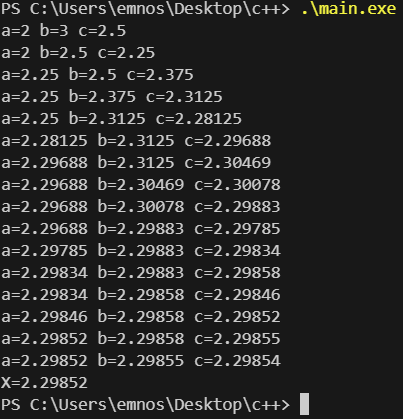 PS C:\Users\emnos\Desktop\c++> .\main.exe
a=2 b=3 c=2.5
a=2 b=2.5 c=2.25
a=2.25 b=2.5 c=2.375
a=2.25 b=2.375 c=2.3125
a=2.25 b=2.3125 c=2.28125
a=2.28125 b=2.3125 c=2.29688
a=2.29688 b=2.3125 c=2.30469
a=2.29688 b=2.30469 c=2.30078
a=2.29688 b=2.30078 c=2.29883
a=2.29688 b=2.29883 c=2.29785
a=2.29785 b=2.29883 c=2.29834
a=2.29834 b=2.29883 c=2.29858
a=2.29834 b=2.29858 c=2.29846
a=2.29846 b=2.29858 c=2.29852
a=2.29852 b=2.29858 c=2.29855
a=2.29852 b=2.29855 c=2.29854
X=2.29852
PS C:\Users\emnos\Desktop\c++>